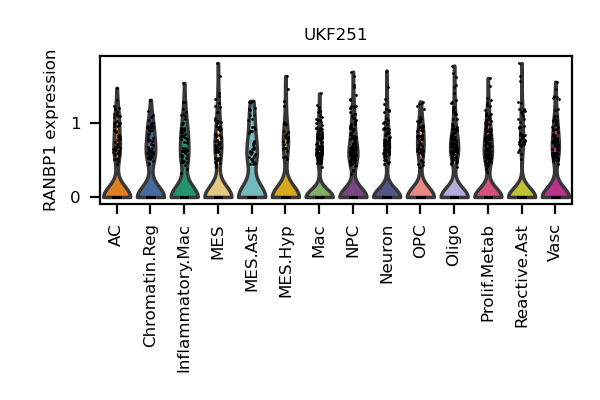 UKF251
RANBP1 expression
1
0
AC
Chromatin.Reg
Inflammatory.Mac
MES
MES.Ast
MES.Hyp
Mac
NPC
Neuron
OPC
Oligo
Prolif.Metab
Reactive.Ast
Vasc